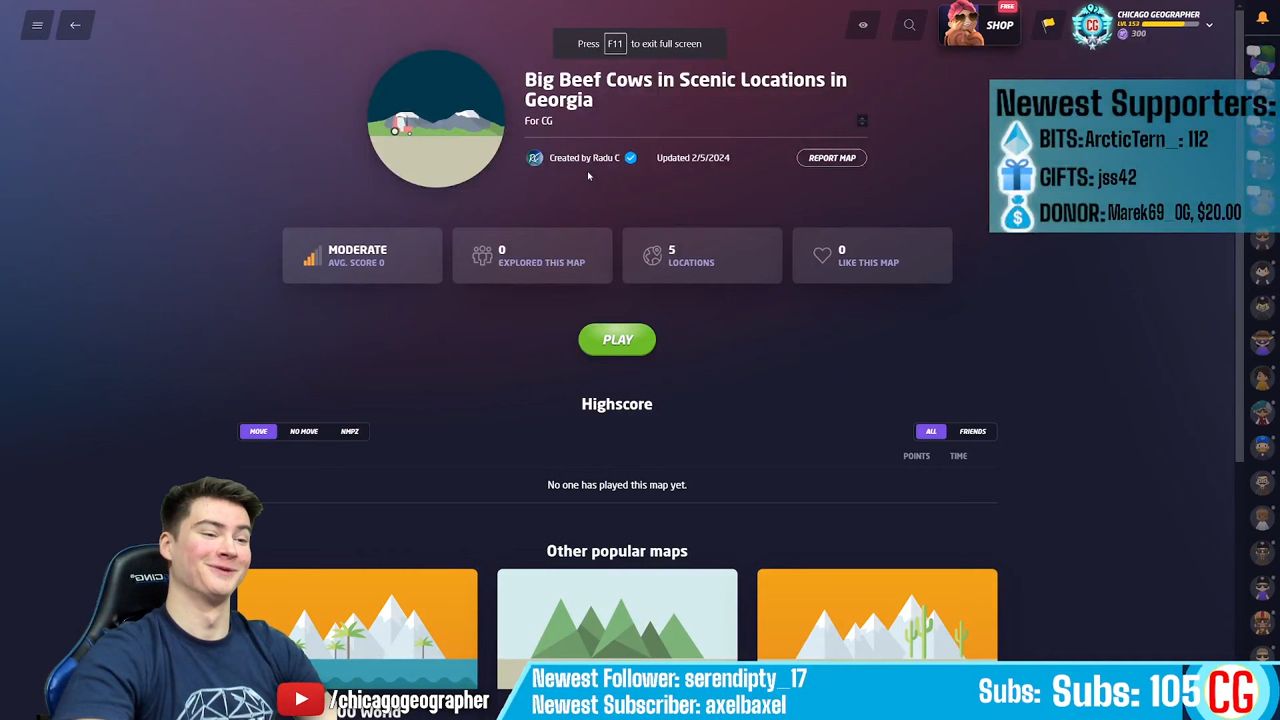 Press F11 to exit full screen
FREE
SHOP
CG
CHICAGO GEOGRAPHER
LVL 153
300
Big Beef Cows in Scenic Locations in
Georgia
For CG
Created by Radu C
Updated 2/5/2024
REPORT MAP
Newest Supporters:
BITS: ArcticTern_: 112
GIFTS: jss42
DONOR: Marek69_OG, $20.00
MODERATE
AVG. SCORE 0
0
EXPLORED THIS MAP
5
LOCATIONS
0
LIKE THIS MAP
PLAY
Highscore
MOVE
NO MOVE
NMPZ
ALL
FRIENDS
POINTS
TIME
No one has played this map yet.
Other popular maps
/chicagogeographer
Newest Follower: serendipty_17
Newest Subscriber: axelbaxel
Subs: Subs: 105
CG